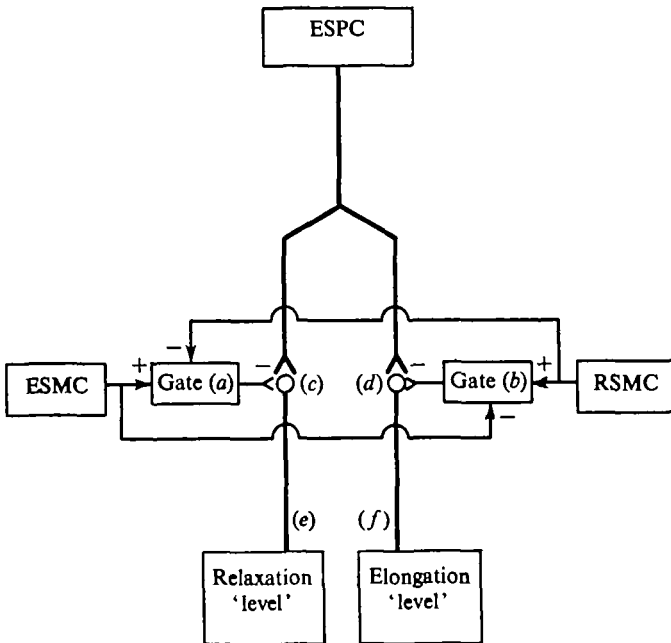 ESPC
−
+
−
−
+
ESMC
Gate (a)
(c)
(d)
Gate (b)
RSMC
−
(e)
(f)
Relaxation
'level'
Elongation
'level'